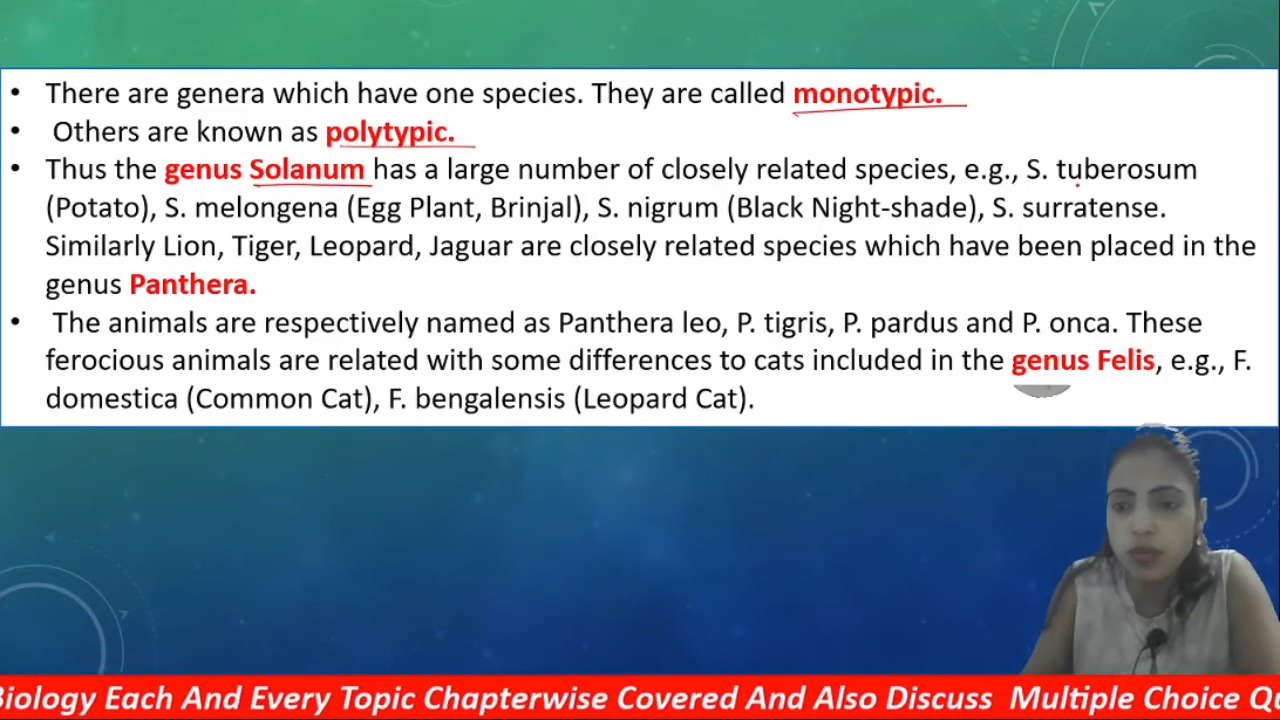 • There are genera which have one species. They are called monotypic.
• Others are known as polytypic.
• Thus the genus Solanum has a large number of closely related species, e.g., S. tuberosum
(Potato), S. melongena (Egg Plant, Brinjal), S. nigrum (Black Night-shade), S. surratense.
Similarly Lion, Tiger, Leopard, Jaguar are closely related species which have been placed in the
genus Panthera.
• The animals are respectively named as Panthera leo, P. tigris, P. pardus and P. onca. These
ferocious animals are related with some differences to cats included in the genus Felis, e.g., F.
domestica (Common Cat), F. bengalensis (Leopard Cat).
Biology Each And Every Topic Chapterwise Covered And Also Discuss Multiple Choice Qu